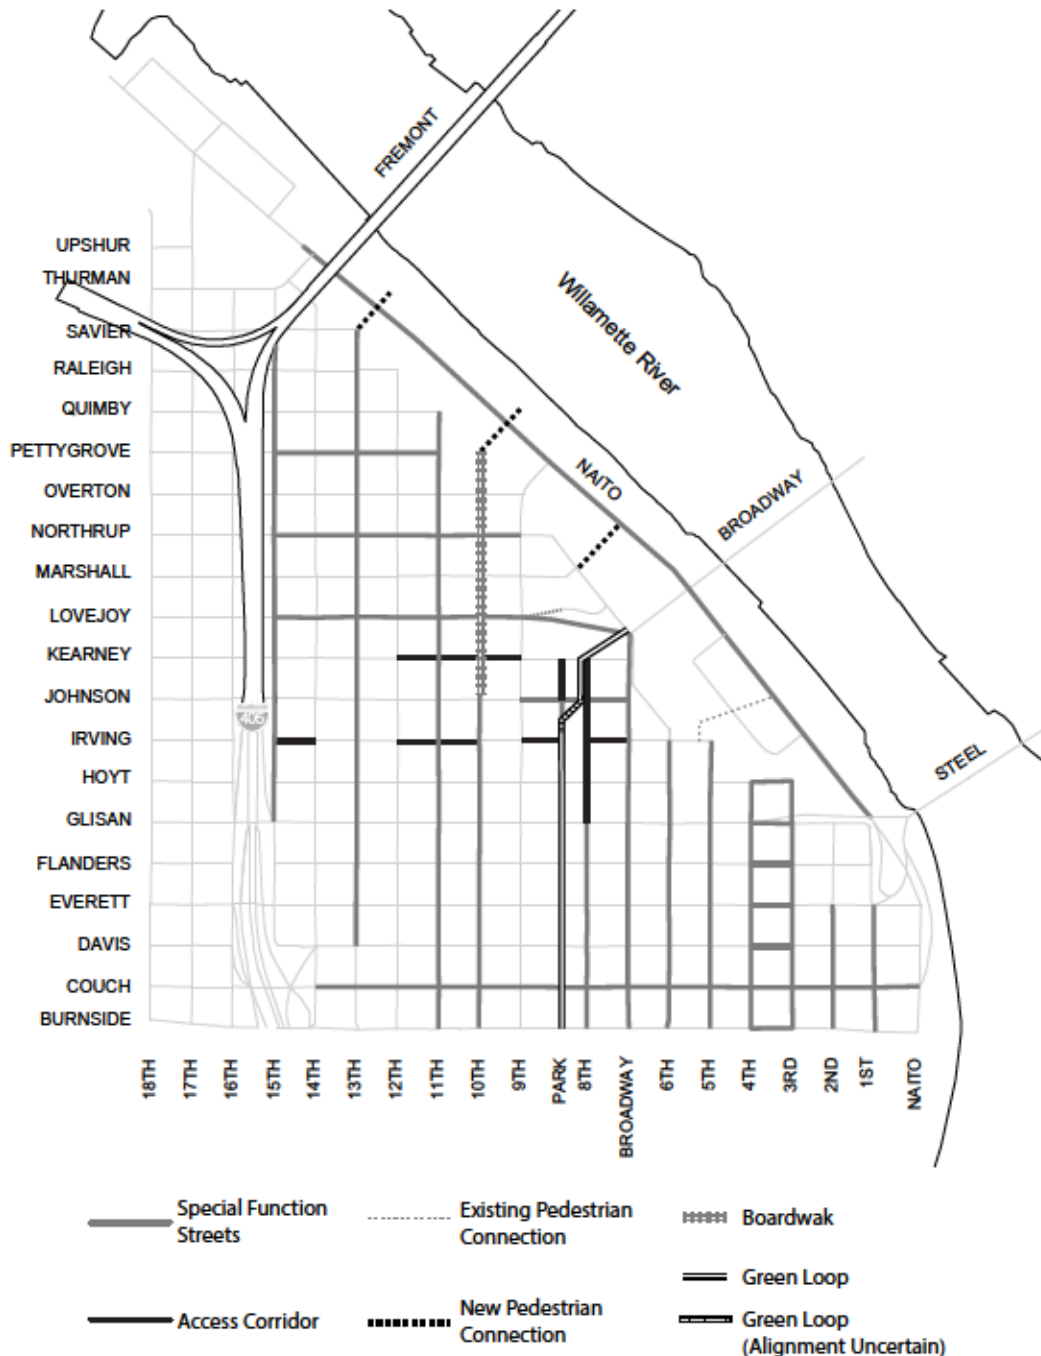 FREMONT
UPSHUR
THURMAN
SAVIER
RALEIGH
QUIMBY
PETTYGROVE
OVERTON
NORTHRUP
MARSHALL
LOVEJOY
KEARNEY
JOHNSON
IRVING
HOYT
GLISAN
FLANDERS
EVERETT
DAVIS
COUCH
BURNSIDE
Willamette River
NAITO
BROADWAY
STEEL
405
18TH
17TH
16TH
15TH
14TH
13TH
12TH
11TH
10TH
9TH
PARK
8TH
BROADWAY
6TH
5TH
4TH
3RD
2ND
1ST
NAITO
Special Function
Streets
Existing Pedestrian
Connection
Boardwak
Green Loop
Access Corridor
New Pedestrian
Connection
Green Loop
(Alignment Uncertain)